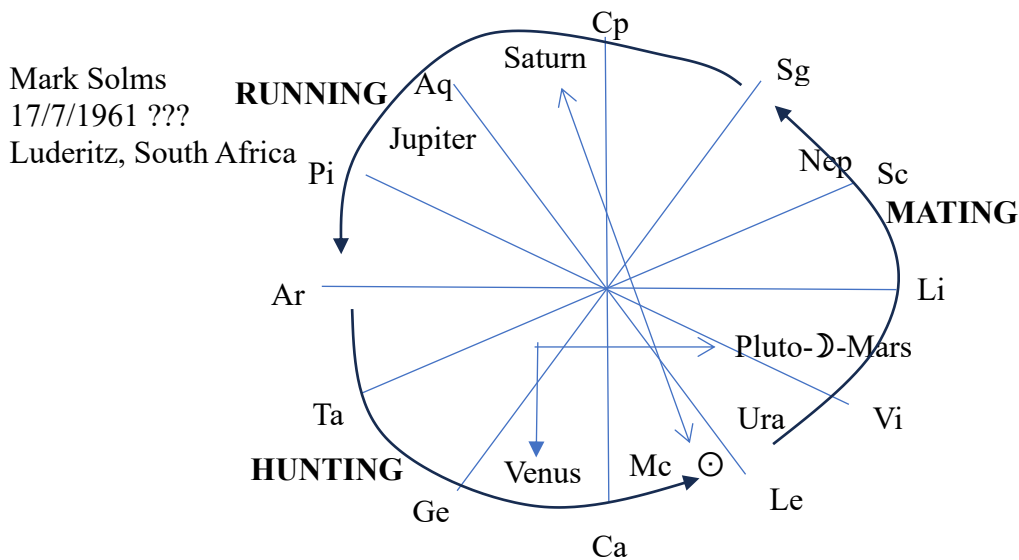 Cp
Saturn
Sg
Mark Solms
17/7/1961 ???
Luderitz, South Africa
RUNNING
Aq
Jupiter
Pi
Nep
Sc
MATING
Ar
Li
Pluto-☽-Mars
Ta
Ura
Vi
HUNTING
Venus
Mc ☉
Ge
Le
Ca